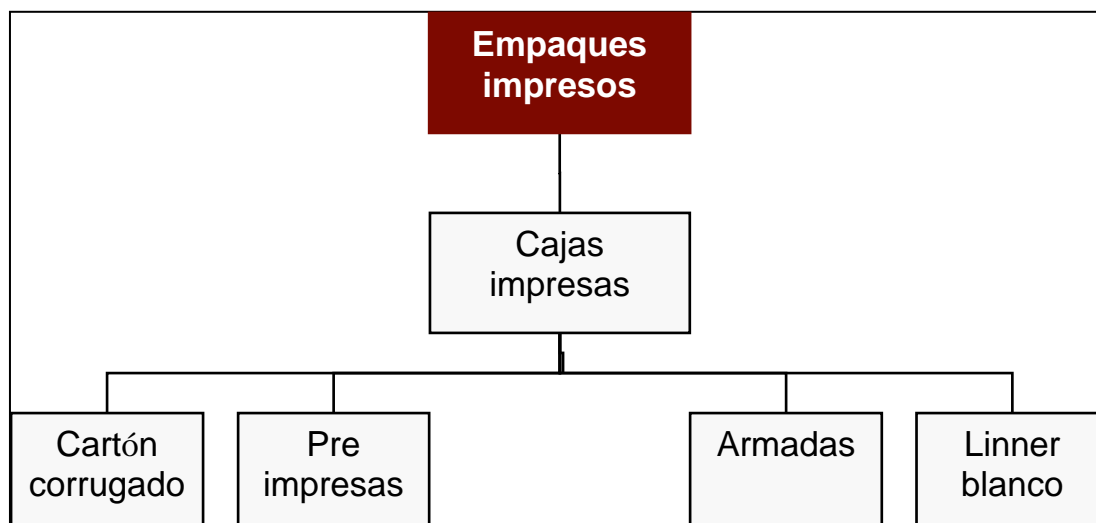 Empaques
impresos
Cajas
impresas
Cartón
corrugado
Pre
impresas
Armadas
Linner
blanco